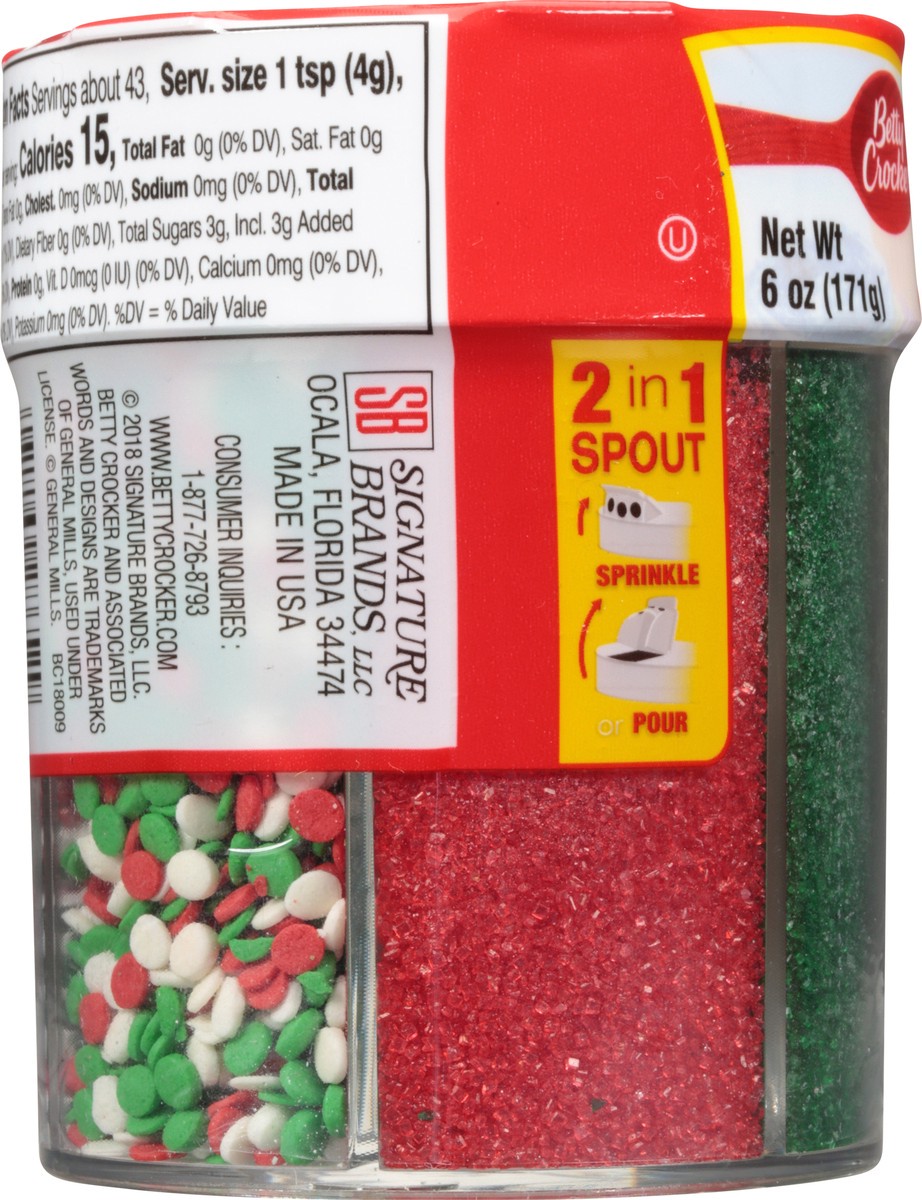 Facts Servings about 43, Serv. size 1 tsp (4g),
Calories 15, Total Fat 0g (0% DV), Sat. Fat 0g
Fat 0g, Cholest. 0mg (0% DV), Sodium 0mg (0% DV), Total
Dietary Fiber 0g (0% DV), Total Sugars 3g, Incl. 3g Added
Protein 0g, Vit. D 0mcg (0 IU) (0% DV), Calcium 0mg (0% DV),
Potassium 0mg (0% DV). %DV = % Daily Value
U
Betty
Crocke
Net Wt
6 oz (171g)
2 in 1
SPOUT
SPRINKLE
or POUR
SB SIGNATURE
BRANDS, LLC
OCALA, FLORIDA 34474
MADE IN USA
CONSUMER INQUIRIES:
1-877-726-8793
WWW.BETTYCROCKER.COM
© 2018 SIGNATURE BRANDS, LLC.
BETTY CROCKER AND ASSOCIATED
WORDS AND DESIGNS ARE TRADEMARKS
OF GENERAL MILLS, USED UNDER
LICENSE. © GENERAL MILLS. BC18009